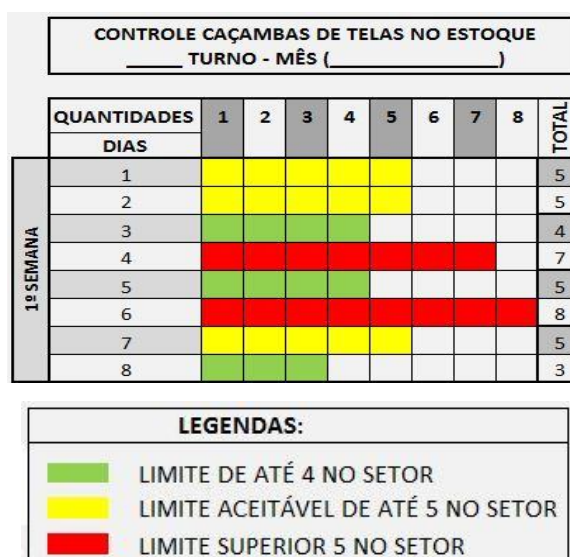 CONTROLE CAÇAMBAS DE TELAS NO ESTOQUE
_____ TURNO - MÊS (_______________)
QUANTIDADES 1 2 3 4 5 6 7 8 TOTAL
DIAS
1º SEMANA
1 5
2 5
3 4
4 7
5 5
6 8
7 5
8 3
LEGENDAS:
LIMITE DE ATÉ 4 NO SETOR
LIMITE ACEITÁVEL DE ATÉ 5 NO SETOR
LIMITE SUPERIOR 5 NO SETOR